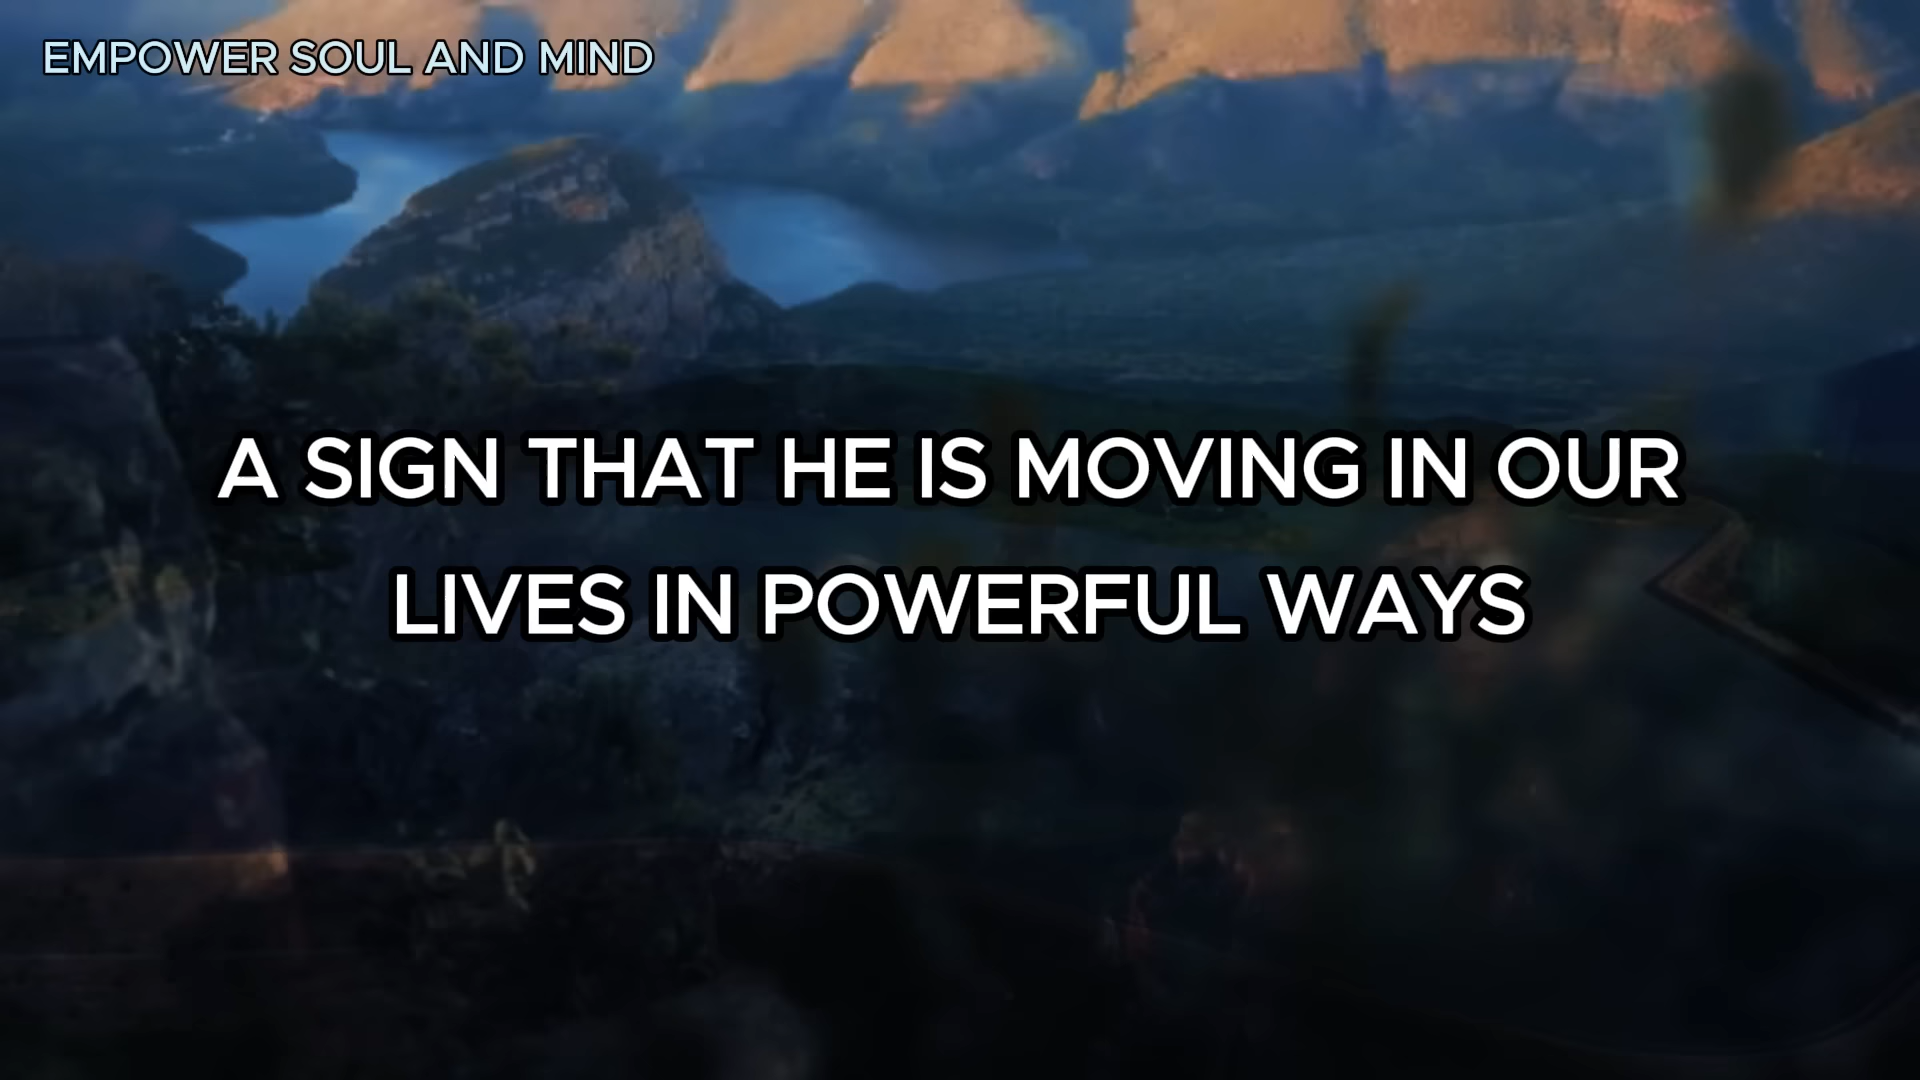 EMPOWER SOUL AND MIND
A SIGN THAT HE IS MOVING IN OUR
LIVES IN POWERFUL WAYS